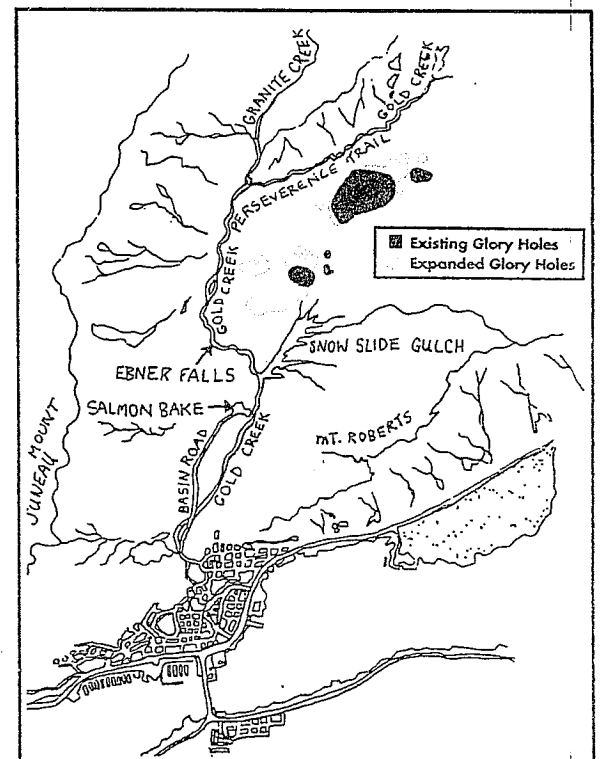 GRANITE CREEK
GOLD CREEK
PERSEVERENCE TRAIL
GOLD CREEK
Existing Glory Holes
Expanded Glory Holes
SNOW SLIDE GULCH
EBNER FALLS
SALMON BAKE
MT. ROBERTS
BASIN ROAD
GOLD CREEK
MOUNT
JUNEAU